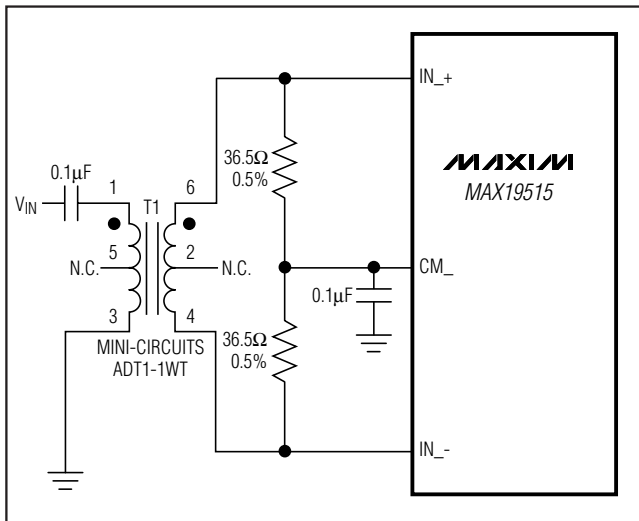 IN_+
36.5Ω
0.5%
MAXIM
MAX19515
0.1μF
VIN
1
6
T1
5
2
N.C.
N.C.
CM_
0.1μF
3
4
MINI-CIRCUITS
ADT1-1WT
36.5Ω
0.5%
IN_-